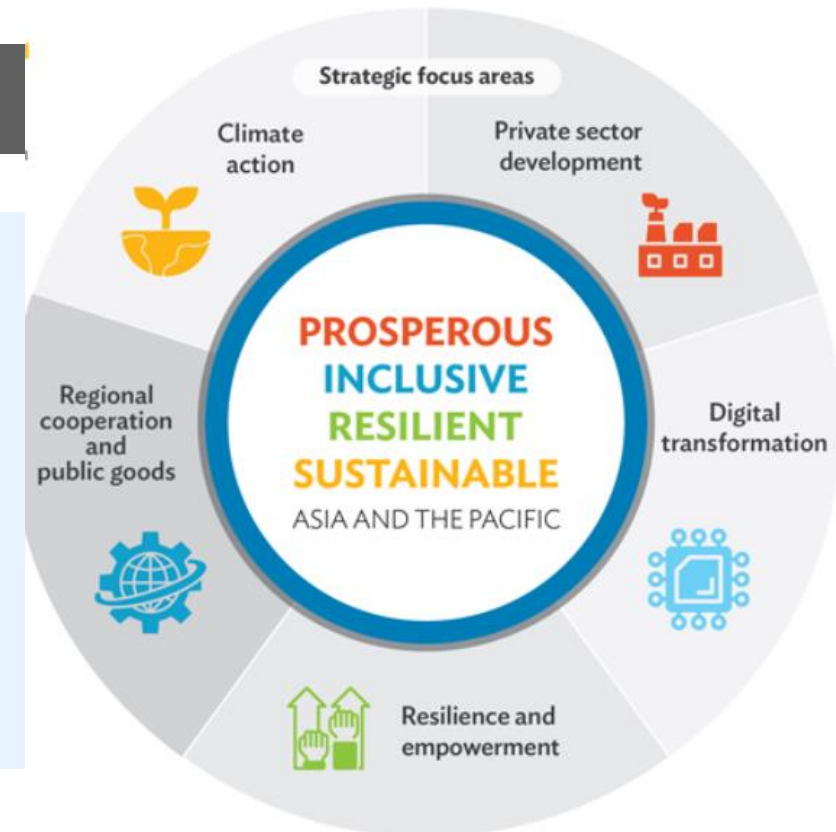 Strategic focus areas
Climate
action
Private sector
development
PROSPEROUS
INCLUSIVE
RESILIENT
SUSTAINABLE
ASIA AND THE PACIFIC
Regional
cooperation
and
public goods
Digital
transformation
Resilience and
empowerment